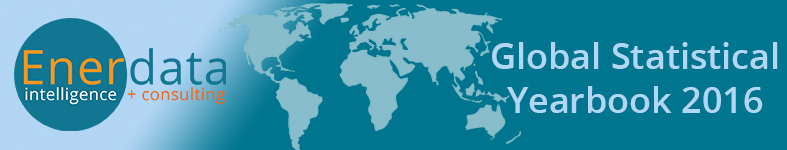 Enerdata
intelligence + consulting
Global Statistical
Yearbook 2016